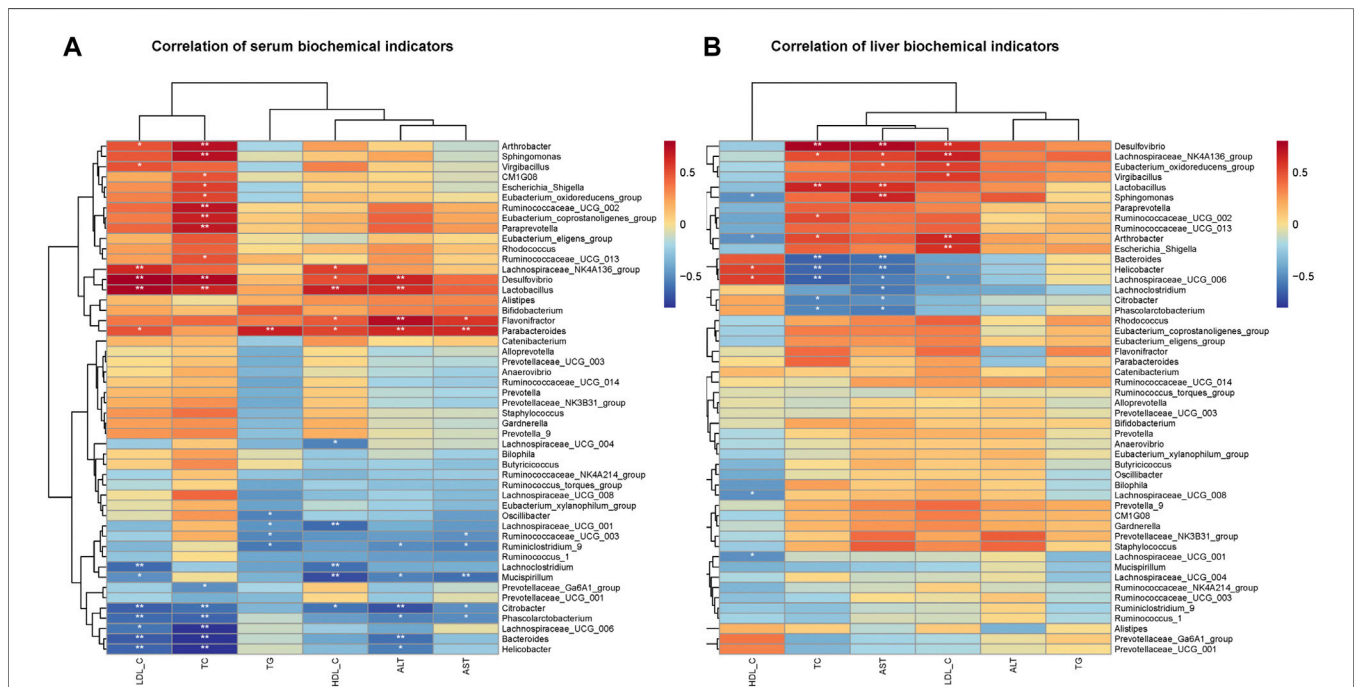 A
Correlation of serum biochemical indicators
Arthrobacter
Sphingomonas
Virgibacillus
CM1G08
Escherichia_Shigella
Eubacterium_oxidoreducens_group
Ruminococcaceae_UCG_002
Eubacterium_coprostanoligenes_group
Paraprevotella
Eubacterium_eligens_group
Rhodococcus
Ruminococcaceae_UCG_013
Lachnospiraceae_NK4A136_group
Desulfovibrio
Lactobacillus
Alistipes
Bifidobacterium
Flavonifractor
Parabacteroides
Catenibacterium
Alloprevotella
Prevotellaceae_UCG_003
Anaerovibrio
Ruminococcaceae_UCG_014
Prevotella
Prevotellaceae_NK3B31_group
Staphylococcus
Gardnerella
Prevotella_9
Lachnospiraceae_UCG_004
Bilophila
Butyricicoccus
Ruminococcaceae_NK4A214_group
Ruminococcus_torques_group
Lachnospiraceae_UCG_008
Eubacterium_xylanophilum_group
Oscillibacter
Lachnospiraceae_UCG_001
Ruminococcaceae_UCG_003
Ruminiclostridium_9
Ruminococcus_1
Lachnoclostridium
Mucispirillum
Prevotellaceae_Ga6A1_group
Prevotellaceae_UCG_001
Citrobacter
Phascolarctobacterium
Lachnospiraceae_UCG_006
Bacteroides
Helicobacter
LDL_C
TC
TG
HDL_C
ALT
AST
0.5
0
−0.5
B
Correlation of liver biochemical indicators
Desulfovibrio
Lachnospiraceae_NK4A136_group
Eubacterium_oxidoreducens_group
Virgibacillus
Lactobacillus
Sphingomonas
Paraprevotella
Ruminococcaceae_UCG_002
Ruminococcaceae_UCG_013
Arthrobacter
Escherichia_Shigella
Bacteroides
Helicobacter
Lachnospiraceae_UCG_006
Lachnoclostridium
Citrobacter
Phascolarctobacterium
Rhodococcus
Eubacterium_coprostanoligenes_group
Eubacterium_eligens_group
Flavonifractor
Parabacteroides
Catenibacterium
Ruminococcaceae_UCG_014
Ruminococcus_torques_group
Alloprevotella
Prevotellaceae_UCG_003
Bifidobacterium
Prevotella
Anaerovibrio
Eubacterium_xylanophilum_group
Butyricicoccus
Oscillibacter
Bilophila
Lachnospiraceae_UCG_008
Prevotella_9
CM1G08
Gardnerella
Prevotellaceae_NK3B31_group
Staphylococcus
Lachnospiraceae_UCG_001
Mucispirillum
Lachnospiraceae_UCG_004
Ruminococcaceae_NK4A214_group
Ruminococcaceae_UCG_003
Ruminiclostridium_9
Ruminococcus_1
Alistipes
Prevotellaceae_Ga6A1_group
Prevotellaceae_UCG_001
HDL_C
TC
AST
LDL_C
ALT
TG
0.5
0
−0.5